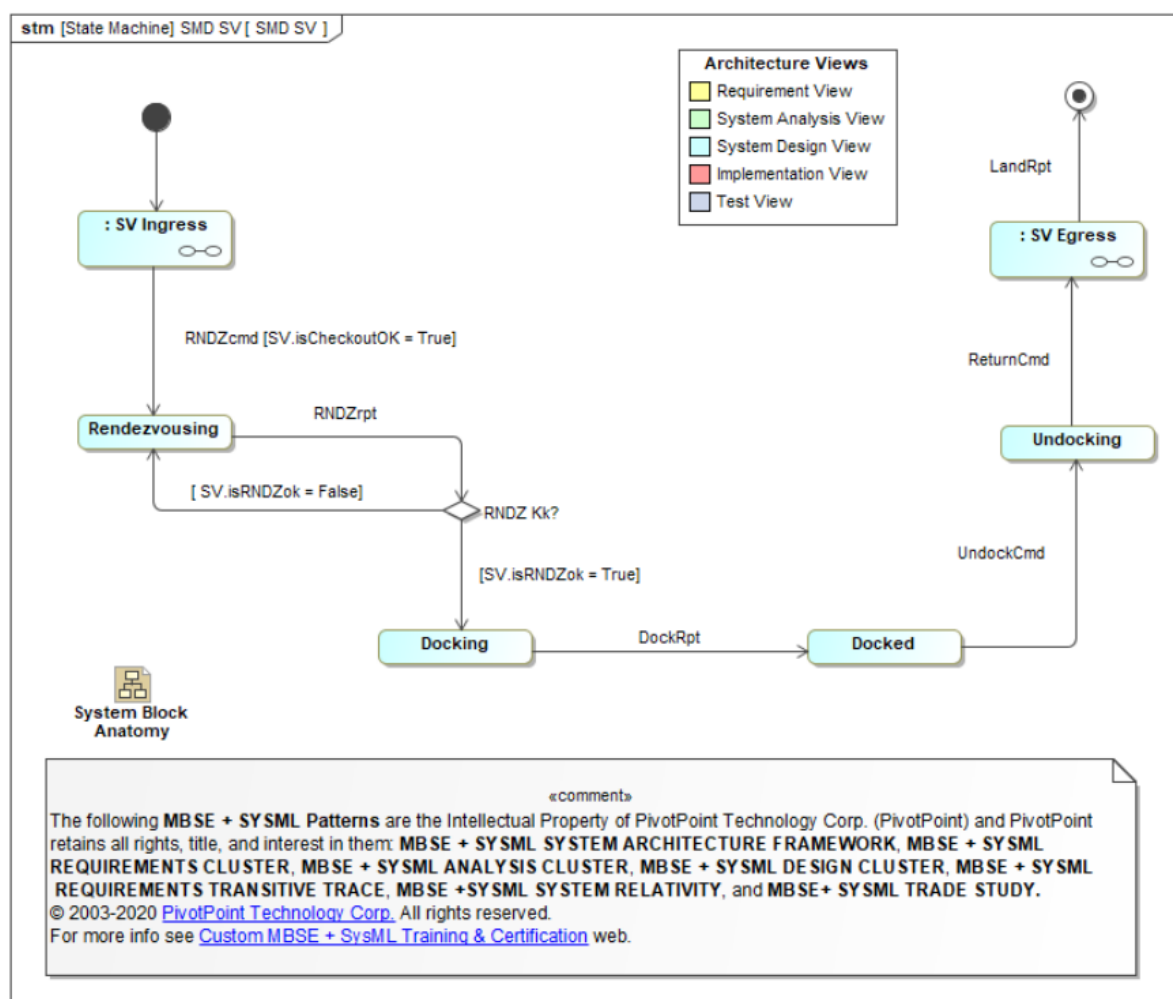 stm [State Machine] SMD SV [ SMD SV ]
Architecture Views
Requirement View
System Analysis View
System Design View
Implementation View
Test View
LandRpt
: SV Ingress
: SV Egress
RNDZcmd [SV.isCheckoutOK = True]
ReturnCmd
Rendezvousing
RNDZrpt
Undocking
[ SV.isRNDZok = False]
RNDZ Kk?
UndockCmd
[SV.isRNDZok = True]
Docking
DockRpt
Docked
System Block
Anatomy
«comment»
The following MBSE + SYSML Patterns are the Intellectual Property of PivotPoint Technology Corp. (PivotPoint) and PivotPoint
retains all rights, title, and interest in them: MBSE + SYSML SYSTEM ARCHITECTURE FRAMEWORK, MBSE + SYSML
REQUIREMENTS CLUSTER, MBSE + SYSML ANALYSIS CLUSTER, MBSE + SYSML DESIGN CLUSTER, MBSE + SYSML
REQUIREMENTS TRANSITIVE TRACE, MBSE +SYSML SYSTEM RELATIVITY, and MBSE+ SYSML TRADE STUDY.
© 2003-2020 PivotPoint Technology Corp. All rights reserved.
For more info see Custom MBSE + SysML Training & Certification web.